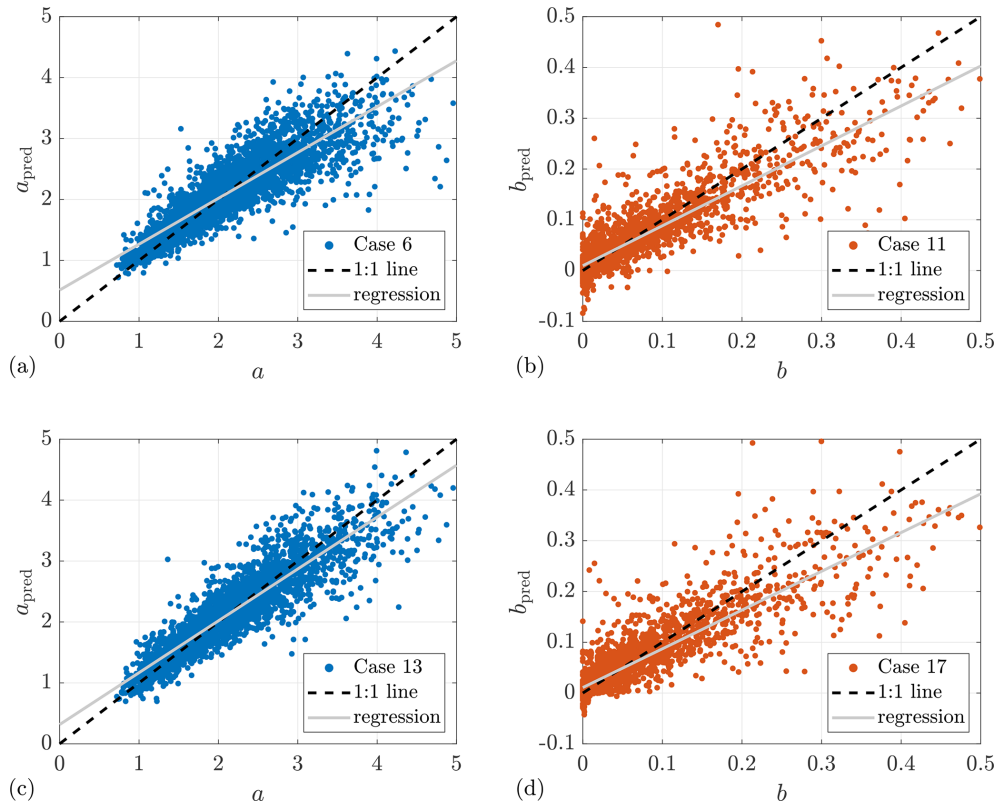 5
4
3
2
1
0
a_pred
Case 6
1:1 line
regression
0 1 2 3 4 5
(a) a
0.5
0.4
0.3
0.2
0.1
0
-0.1
b_pred
Case 11
1:1 line
regression
0 0.1 0.2 0.3 0.4 0.5
(b) b
5
4
3
2
1
0
a_pred
Case 13
1:1 line
regression
0 1 2 3 4 5
(c) a
0.5
0.4
0.3
0.2
0.1
0
-0.1
b_pred
Case 17
1:1 line
regression
0 0.1 0.2 0.3 0.4 0.5
(d) b